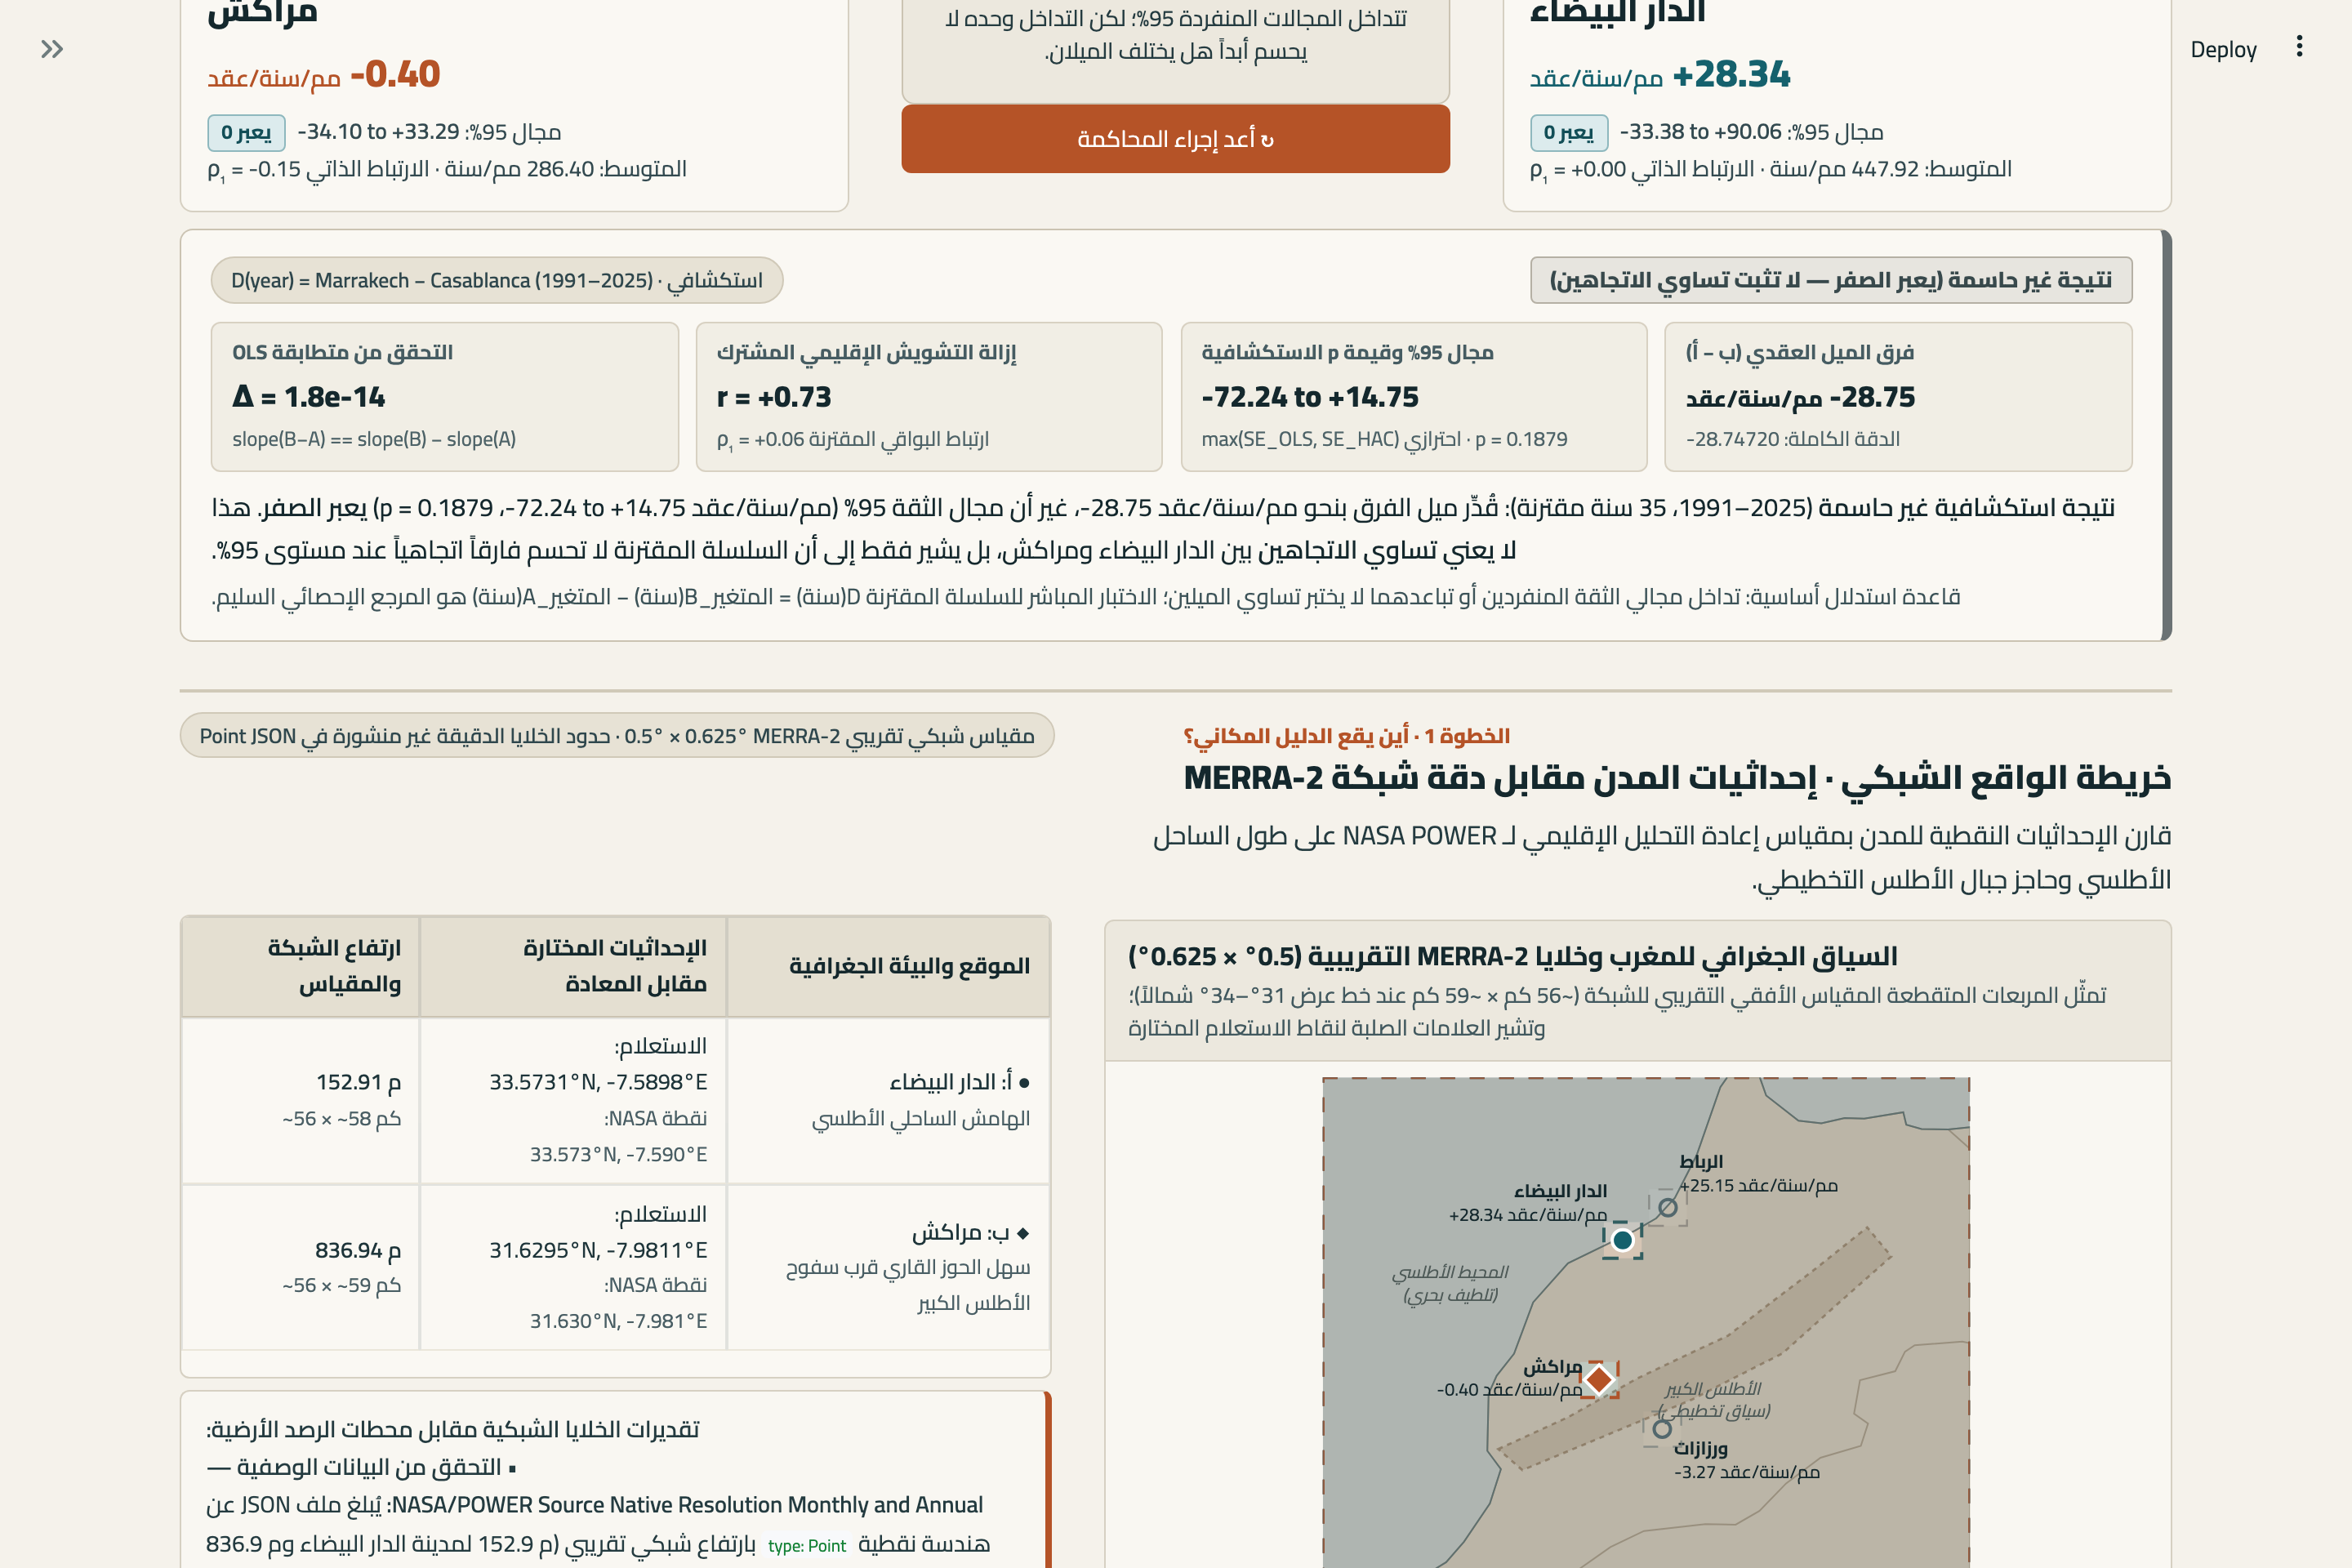 Deploy
الدار البيضاء
+28.34 مم/سنة/عقد
مجال 95%: -33.38 to +90.06 يعبر 0
المتوسط: 447.92 مم/سنة · الارتباط الذاتي ρ₁ = +0.00
تتداخل المجالات المنفردة 95%؛ لكن التداخل وحده لا
يحسم أبداً هل يختلف الميلان.
↻ أعد إجراء المحاكمة
مراكش
-0.40 مم/سنة/عقد
مجال 95%: -34.10 to +33.29 يعبر 0
المتوسط: 286.40 مم/سنة · الارتباط الذاتي ρ₁ = -0.15
نتيجة غير حاسمة (يعبر الصفر — لا تثبت تساوي الاتجاهين)
استكشافي · D(year) = Marrakech − Casablanca (1991–2025)
فرق الميل العقدي (ب − أ)
-28.75 مم/سنة/عقد
الدقة الكاملة: -28.74720
مجال 95% وقيمة p الاستكشافية
-72.24 to +14.75
max(SE_OLS, SE_HAC) احترازي · p = 0.1879
إزالة التشويش الإقليمي المشترك
r = +0.73
ارتباط البواقي المقترنة ρ₁ = +0.06
التحقق من متطابقة OLS
Δ = 1.8e-14
slope(B−A) == slope(B) − slope(A)
نتيجة استكشافية غير حاسمة (1991–2025، 35 سنة مقترنة): قُدِّر ميل الفرق بنحو -28.75 مم/سنة/عقد، غير أن مجال الثقة 95% (-72.24 to +14.75 مم/سنة/عقد، p = 0.1879) يعبر الصفر. هذا
لا يعني تساوي الاتجاهين بين الدار البيضاء ومراكش، بل يشير فقط إلى أن السلسلة المقترنة لا تحسم فارقاً اتجاهياً عند مستوى 95%.
قاعدة استدلال أساسية: تداخل مجالي الثقة المنفردين أو تباعدهما لا يختبر تساوي الميلين؛ الاختبار المباشر للسلسلة المقترنة D(سنة) = المتغير_B(سنة) − المتغير_A(سنة) هو المرجع الإحصائي السليم.
الخطوة 1 · أين يقع الدليل المكاني؟
مقياس شبكي تقريبي MERRA-2 0.5° × 0.625° · حدود الخلايا الدقيقة غير منشورة في Point JSON
خريطة الواقع الشبكي · إحداثيات المدن مقابل دقة شبكة MERRA-2
قارن الإحداثيات النقطية للمدن بمقياس إعادة التحليل الإقليمي لـ NASA POWER على طول الساحل
الأطلسي وحاجز جبال الأطلس التخطيطي.
السياق الجغرافي للمغرب وخلايا MERRA-2 التقريبية (0.5° × 0.625°)
تمثّل المربعات المتقطعة المقياس الأفقي التقريبي للشبكة (~56 كم × ~59 كم عند خط عرض 31°–34° شمالاً)؛
وتشير العلامات الصلبة لنقاط الاستعلام المختارة
الرباط
+25.15 مم/سنة/عقد
الدار البيضاء
+28.34 مم/سنة/عقد
المحيط الأطلسي
(تلطيف بحري)
مراكش
-0.40 مم/سنة/عقد
الأطلس الكبير
(سياق تخطيطي)
ورزازات
-3.27 مم/سنة/عقد
الموقع والبيئة الجغرافية
الإحداثيات المختارة
مقابل المعادة
ارتفاع الشبكة
والمقياس
● أ: الدار البيضاء
الهامش الساحلي الأطلسي
الاستعلام:
33.5731°N, -7.5898°E
نقطة NASA:
33.573°N, -7.590°E
152.91 م
~56 × ~58 كم
◆ ب: مراكش
سهل الحوز القاري قرب سفوح
الأطلس الكبير
الاستعلام:
31.6295°N, -7.9811°E
نقطة NASA:
31.630°N, -7.981°E
836.94 م
~56 × ~59 كم
تقديرات الخلايا الشبكية مقابل محطات الرصد الأرضية:
▪ التحقق من البيانات الوصفية —
NASA/POWER Source Native Resolution Monthly and Annual: يُبلغ ملف JSON عن
هندسة نقطية type: Point بارتفاع شبكي تقريبي (152.9 م لمدينة الدار البيضاء و836.9 م